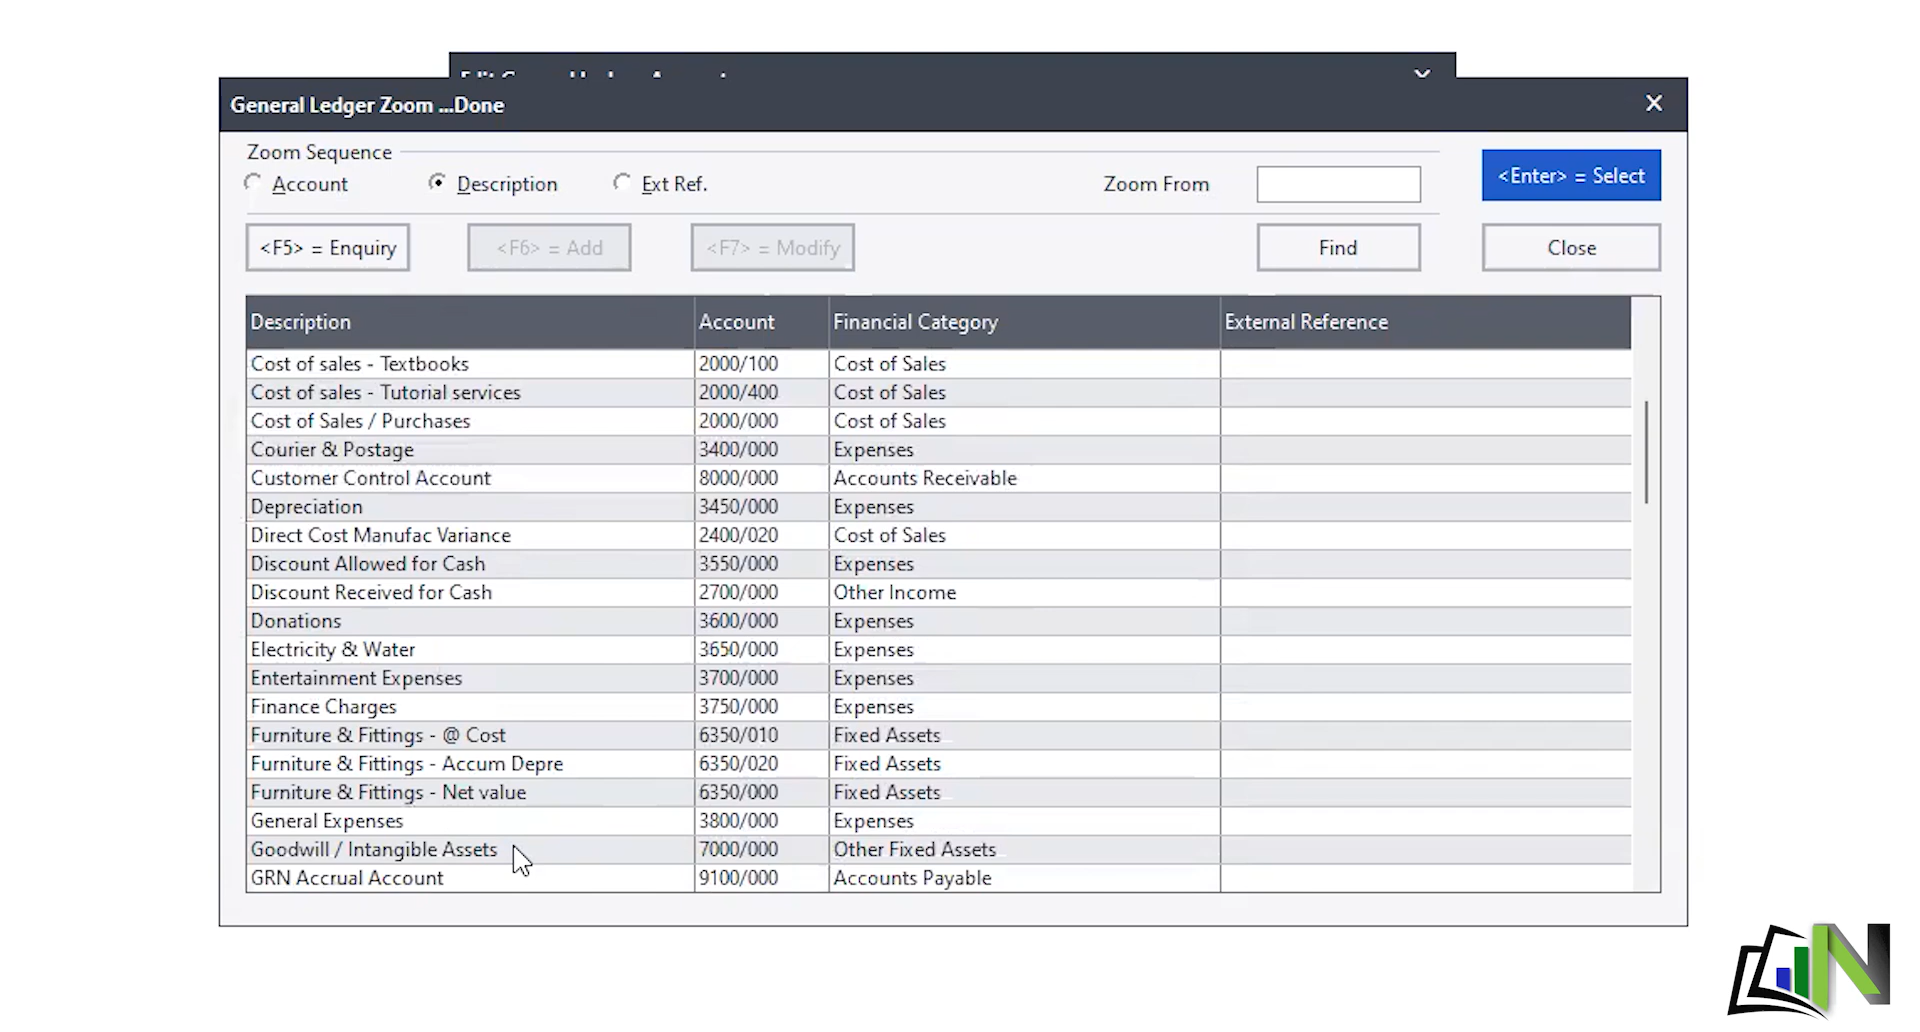 General Ledger Zoom ...Done
Zoom Sequence
Account Description Ext Ref. Zoom From <Enter> = Select
<F5> = Enquiry <F6> = Add <F7> = Modify Find Close
Description Account Financial Category External Reference
Cost of sales - Textbooks 2000/100 Cost of Sales
Cost of sales - Tutorial services 2000/400 Cost of Sales
Cost of Sales / Purchases 2000/000 Cost of Sales
Courier & Postage 3400/000 Expenses
Customer Control Account 8000/000 Accounts Receivable
Depreciation 3450/000 Expenses
Direct Cost Manufac Variance 2400/020 Cost of Sales
Discount Allowed for Cash 3550/000 Expenses
Discount Received for Cash 2700/000 Other Income
Donations 3600/000 Expenses
Electricity & Water 3650/000 Expenses
Entertainment Expenses 3700/000 Expenses
Finance Charges 3750/000 Expenses
Furniture & Fittings - @ Cost 6350/010 Fixed Assets
Furniture & Fittings - Accum Depre 6350/020 Fixed Assets
Furniture & Fittings - Net value 6350/000 Fixed Assets
General Expenses 3800/000 Expenses
Goodwill / Intangible Assets 7000/000 Other Fixed Assets
GRN Accrual Account 9100/000 Accounts Payable
N